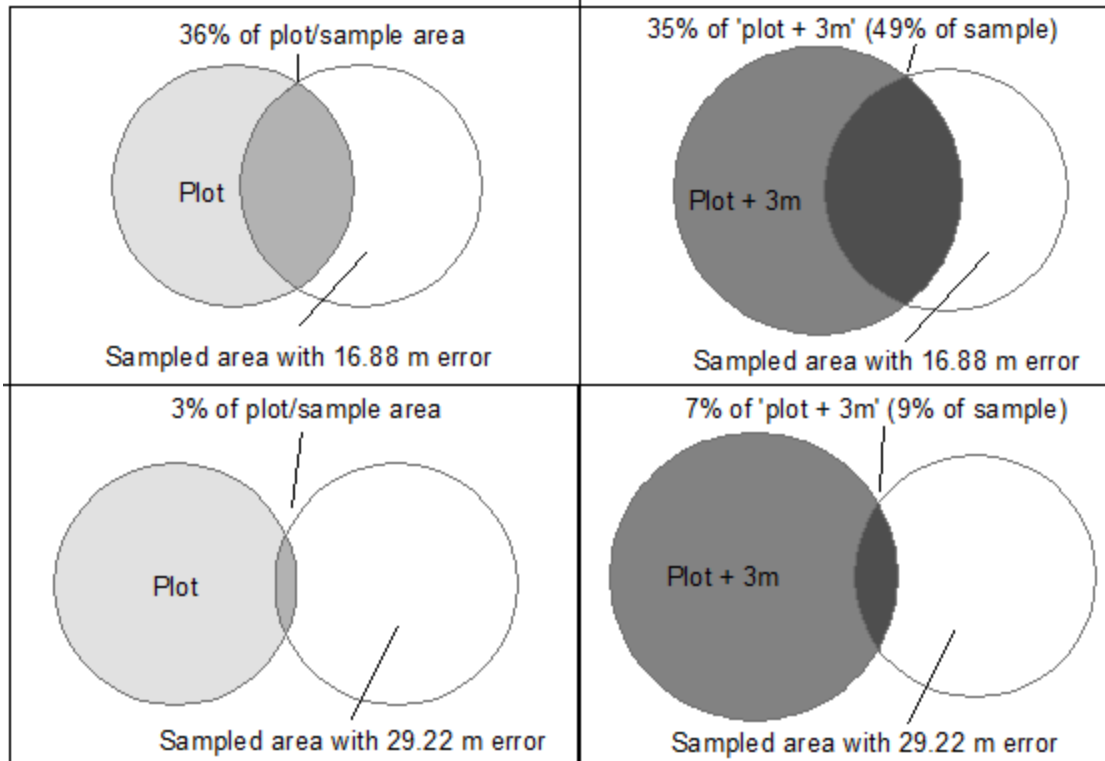 36% of plot/sample area
Plot
Sampled area with 16.88 m error
35% of 'plot + 3m' (49% of sample)
Plot + 3m
Sampled area with 16.88 m error
3% of plot/sample area
Plot
Sampled area with 29.22 m error
7% of 'plot + 3m' (9% of sample)
Plot + 3m
Sampled area with 29.22 m error